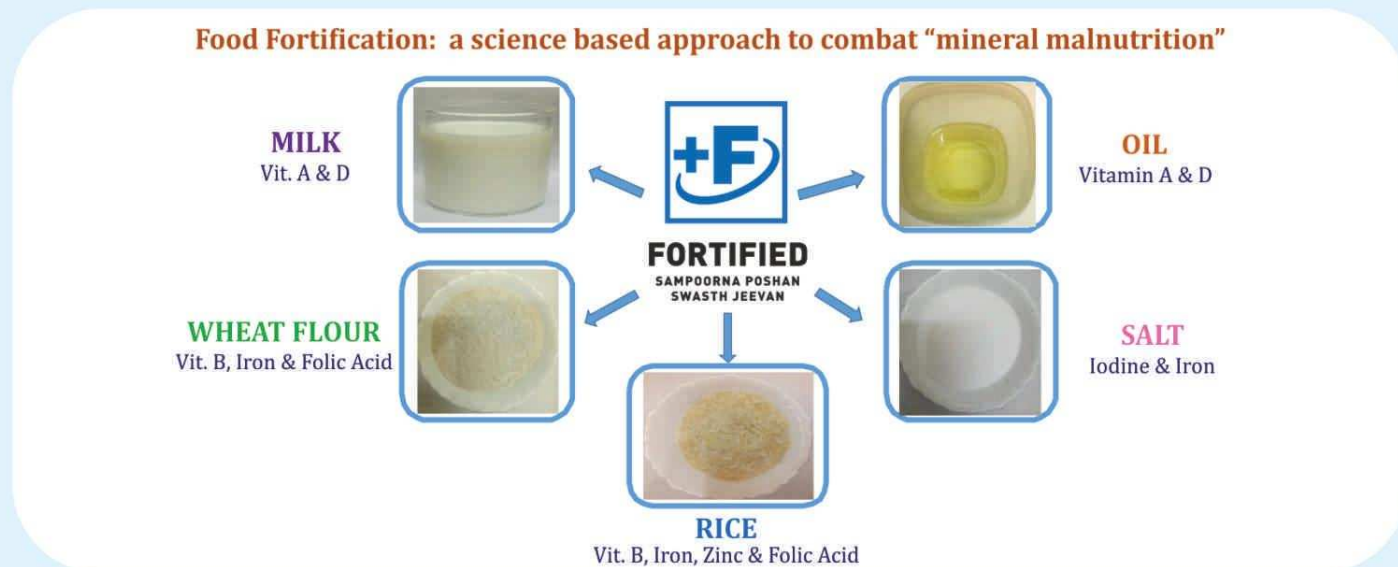 Food Fortification: a science based approach to combat “mineral malnutrition”
MILK
Vit. A & D
+F
FORTIFIED
SAMPOORNA POSHAN
SWASTH JEEVAN
OIL
Vitamin A & D
WHEAT FLOUR
Vit. B, Iron & Folic Acid
SALT
Iodine & Iron
RICE
Vit. B, Iron, Zinc & Folic Acid